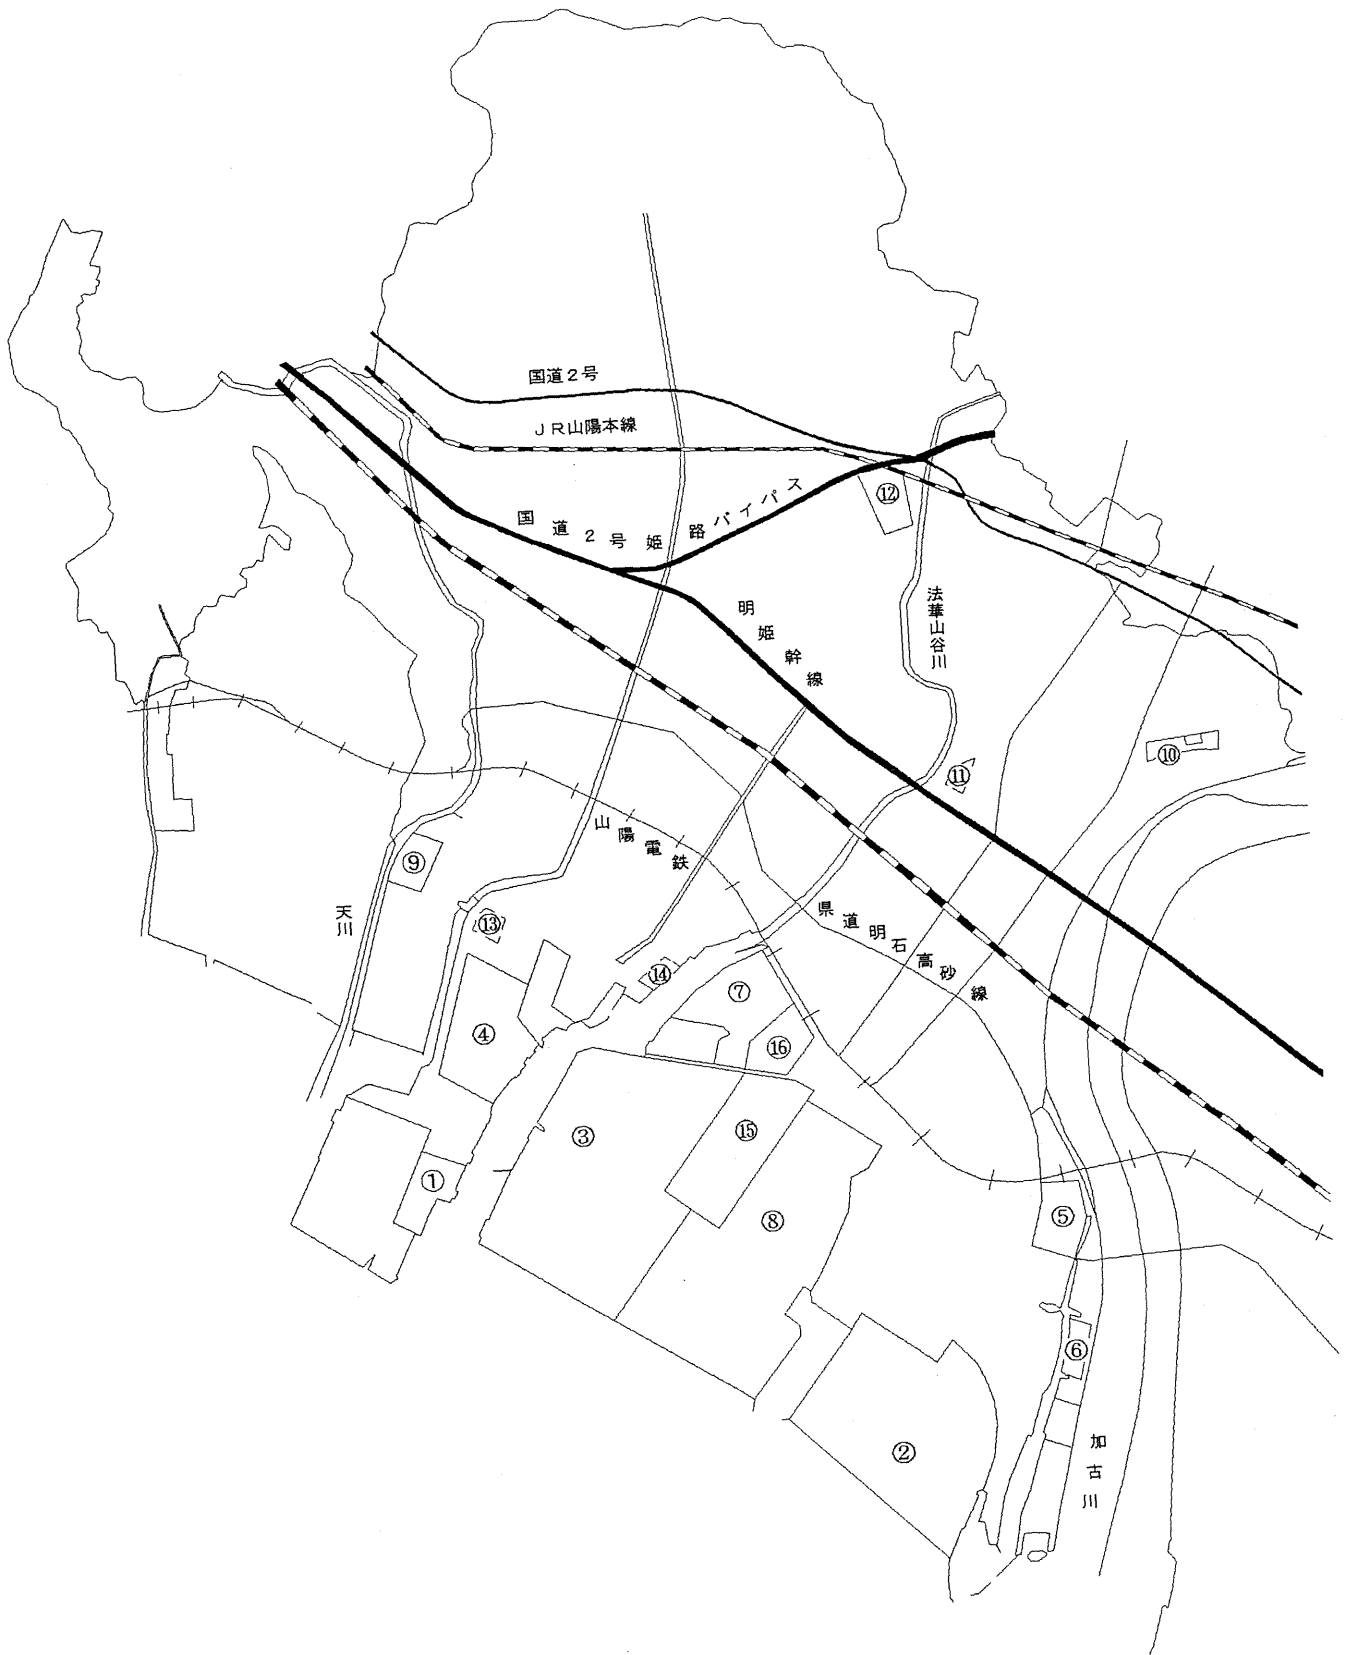 国道2号
JR山陽本線
⑫
国道2号姫路バイパス
明姫幹線
法華山谷川
⑩
⑪
山陽電鉄
⑨
天川
⑬
県道明石高砂線
⑭
⑦
④
⑯
③
⑮
①
⑧
⑤
⑥
②
加古川